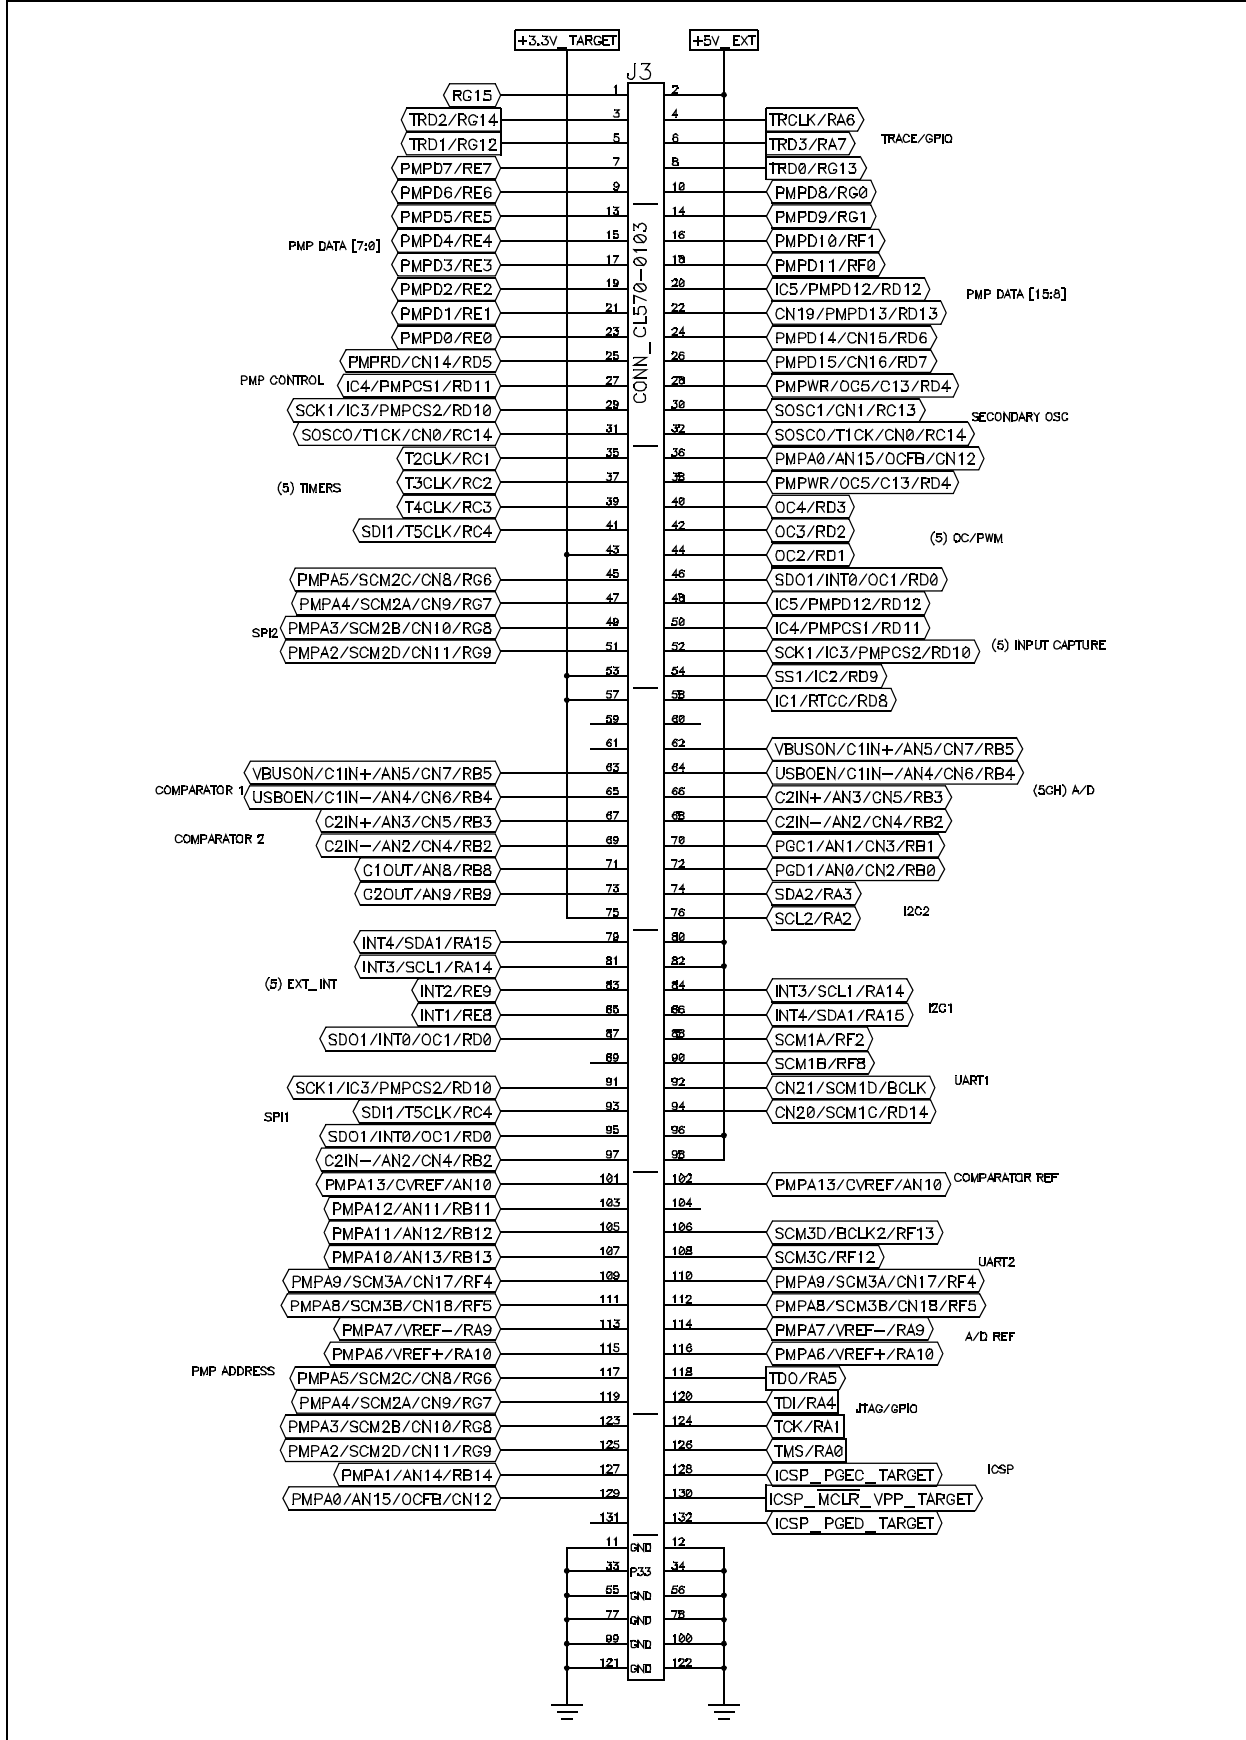 +3.3V_TARGET +5V_EXT
J3
CONN_CL570-0103
RG15 1 2
TRD2/RG14 3 4 TRCLK/RA6
TRACE/GPIO
TRD1/RG12 5 6 TRD3/RA7
PMPD7/RE7 7 8 TRD0/RG13
PMPD6/RE6 9 10 PMPD8/RG0
PMPD5/RE5 13 14 PMPD9/RG1
PMP DATA [7:0] PMPD4/RE4 15 16 PMPD10/RF1
PMPD3/RE3 17 18 PMPD11/RF0
PMPD2/RE2 19 20 IC5/PMPD12/RD12 PMP DATA [15:8]
PMPD1/RE1 21 22 CN19/PMPD13/RD13
PMPD0/RE0 23 24 PMPD14/CN15/RD6
PMPRD/CN14/RD5 25 26 PMPD15/CN16/RD7
PMP CONTROL IC4/PMPCS1/RD11 27 28 PMPWR/OC5/C13/RD4
SCK1/IC3/PMPCS2/RD10 29 30 SOSC1/CN1/RC13 SECONDARY OSC
SOSCO/T1CK/CN0/RC14 31 32 SOSCO/T1CK/CN0/RC14
T2CLK/RC1 35 36 PMPA0/AN15/OCFB/CN12
(5) TIMERS T3CLK/RC2 37 38 PMPWR/OC5/C13/RD4
T4CLK/RC3 39 40 OC4/RD3
SDI1/T5CLK/RC4 41 42 OC3/RD2 (5) OC/PWM
43 44 OC2/RD1
PMPA5/SCM2C/CN8/RG6 45 46 SDO1/INT0/OC1/RD0
PMPA4/SCM2A/CN9/RG7 47 48 IC5/PMPD12/RD12
SPI2 PMPA3/SCM2B/CN10/RG8 49 50 IC4/PMPCS1/RD11
PMPA2/SCM2D/CN11/RG9 51 52 SCK1/IC3/PMPCS2/RD10 (5) INPUT CAPTURE
53 54 SS1/IC2/RD9
57 58 IC1/RTCC/RD8
59 60
61 62 VBUSON/C1IN+/AN5/CN7/RB5
VBUSON/C1IN+/AN5/CN7/RB5 63 64 USBOEN/C1IN-/AN4/CN6/RB4
COMPARATOR 1 USBOEN/C1IN-/AN4/CN6/RB4 65 66 C2IN+/AN3/CN5/RB3 (5CH) A/D
C2IN+/AN3/CN5/RB3 67 68 C2IN-/AN2/CN4/RB2
COMPARATOR 2 C2IN-/AN2/CN4/RB2 69 70 PGC1/AN1/CN3/RB1
C1OUT/AN8/RB8 71 72 PGD1/AN0/CN2/RB0
C2OUT/AN9/RB9 73 74 SDA2/RA3
75 76 SCL2/RA2 I2C2
INT4/SDA1/RA15 79 80
INT3/SCL1/RA14 81 82
(5) EXT_INT INT2/RE9 83 84 INT3/SCL1/RA14
INT1/RE8 85 86 INT4/SDA1/RA15 I2C1
SDO1/INT0/OC1/RD0 87 88 SCM1A/RF2
89 90 SCM1B/RF8
SCK1/IC3/PMPCS2/RD10 91 92 CN21/SCM1D/BCLK UART1
SPI1 SDI1/T5CLK/RC4 93 94 CN20/SCM1C/RD14
SDO1/INT0/OC1/RD0 95 96
C2IN-/AN2/CN4/RB2 97 98
PMPA13/CVREF/AN10 101 102 PMPA13/CVREF/AN10 COMPARATOR REF
PMPA12/AN11/RB11 103 104
PMPA11/AN12/RB12 105 106 SCM3D/BCLK2/RF13
PMPA10/AN13/RB13 107 108 SCM3C/RF12 UART2
PMPA9/SCM3A/CN17/RF4 109 110 PMPA9/SCM3A/CN17/RF4
PMPA8/SCM3B/CN18/RF5 111 112 PMPA8/SCM3B/CN18/RF5
PMPA7/VREF-/RA9 113 114 PMPA7/VREF-/RA9 A/D REF
PMPA6/VREF+/RA10 115 116 PMPA6/VREF+/RA10
PMP ADDRESS PMPA5/SCM2C/CN8/RG6 117 118 TDO/RA5
PMPA4/SCM2A/CN9/RG7 119 120 TDI/RA4 JTAG/GPIO
PMPA3/SCM2B/CN10/RG8 123 124 TCK/RA1
PMPA2/SCM2D/CN11/RG9 125 126 TMS/RA0
PMPA1/AN14/RB14 127 128 ICSP_PGEC_TARGET ICSP
PMPA0/AN15/OCFB/CN12 129 130 ICSP_MCLR_VPP_TARGET
131 132 ICSP_PGED_TARGET
11 GND 12
33 P33 34
55 GND 56
77 GND 78
99 GND 100
121 GND 122